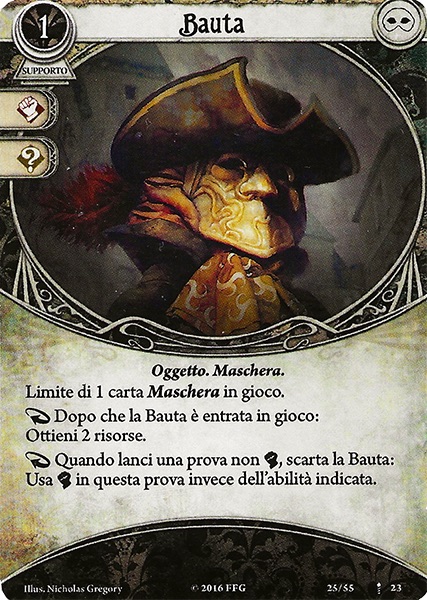 1
Bauta
SUPPORTO
?
Oggetto. Maschera.
Limite di 1 carta Maschera in gioco.
Dopo che la Bauta è entrata in gioco:
Ottieni 2 risorse.
Quando lanci una prova non , scarta la Bauta:
Usa in questa prova invece dell'abilità indicata.
Illus. Nicholas Gregory © 2016 FFG 25/55 23